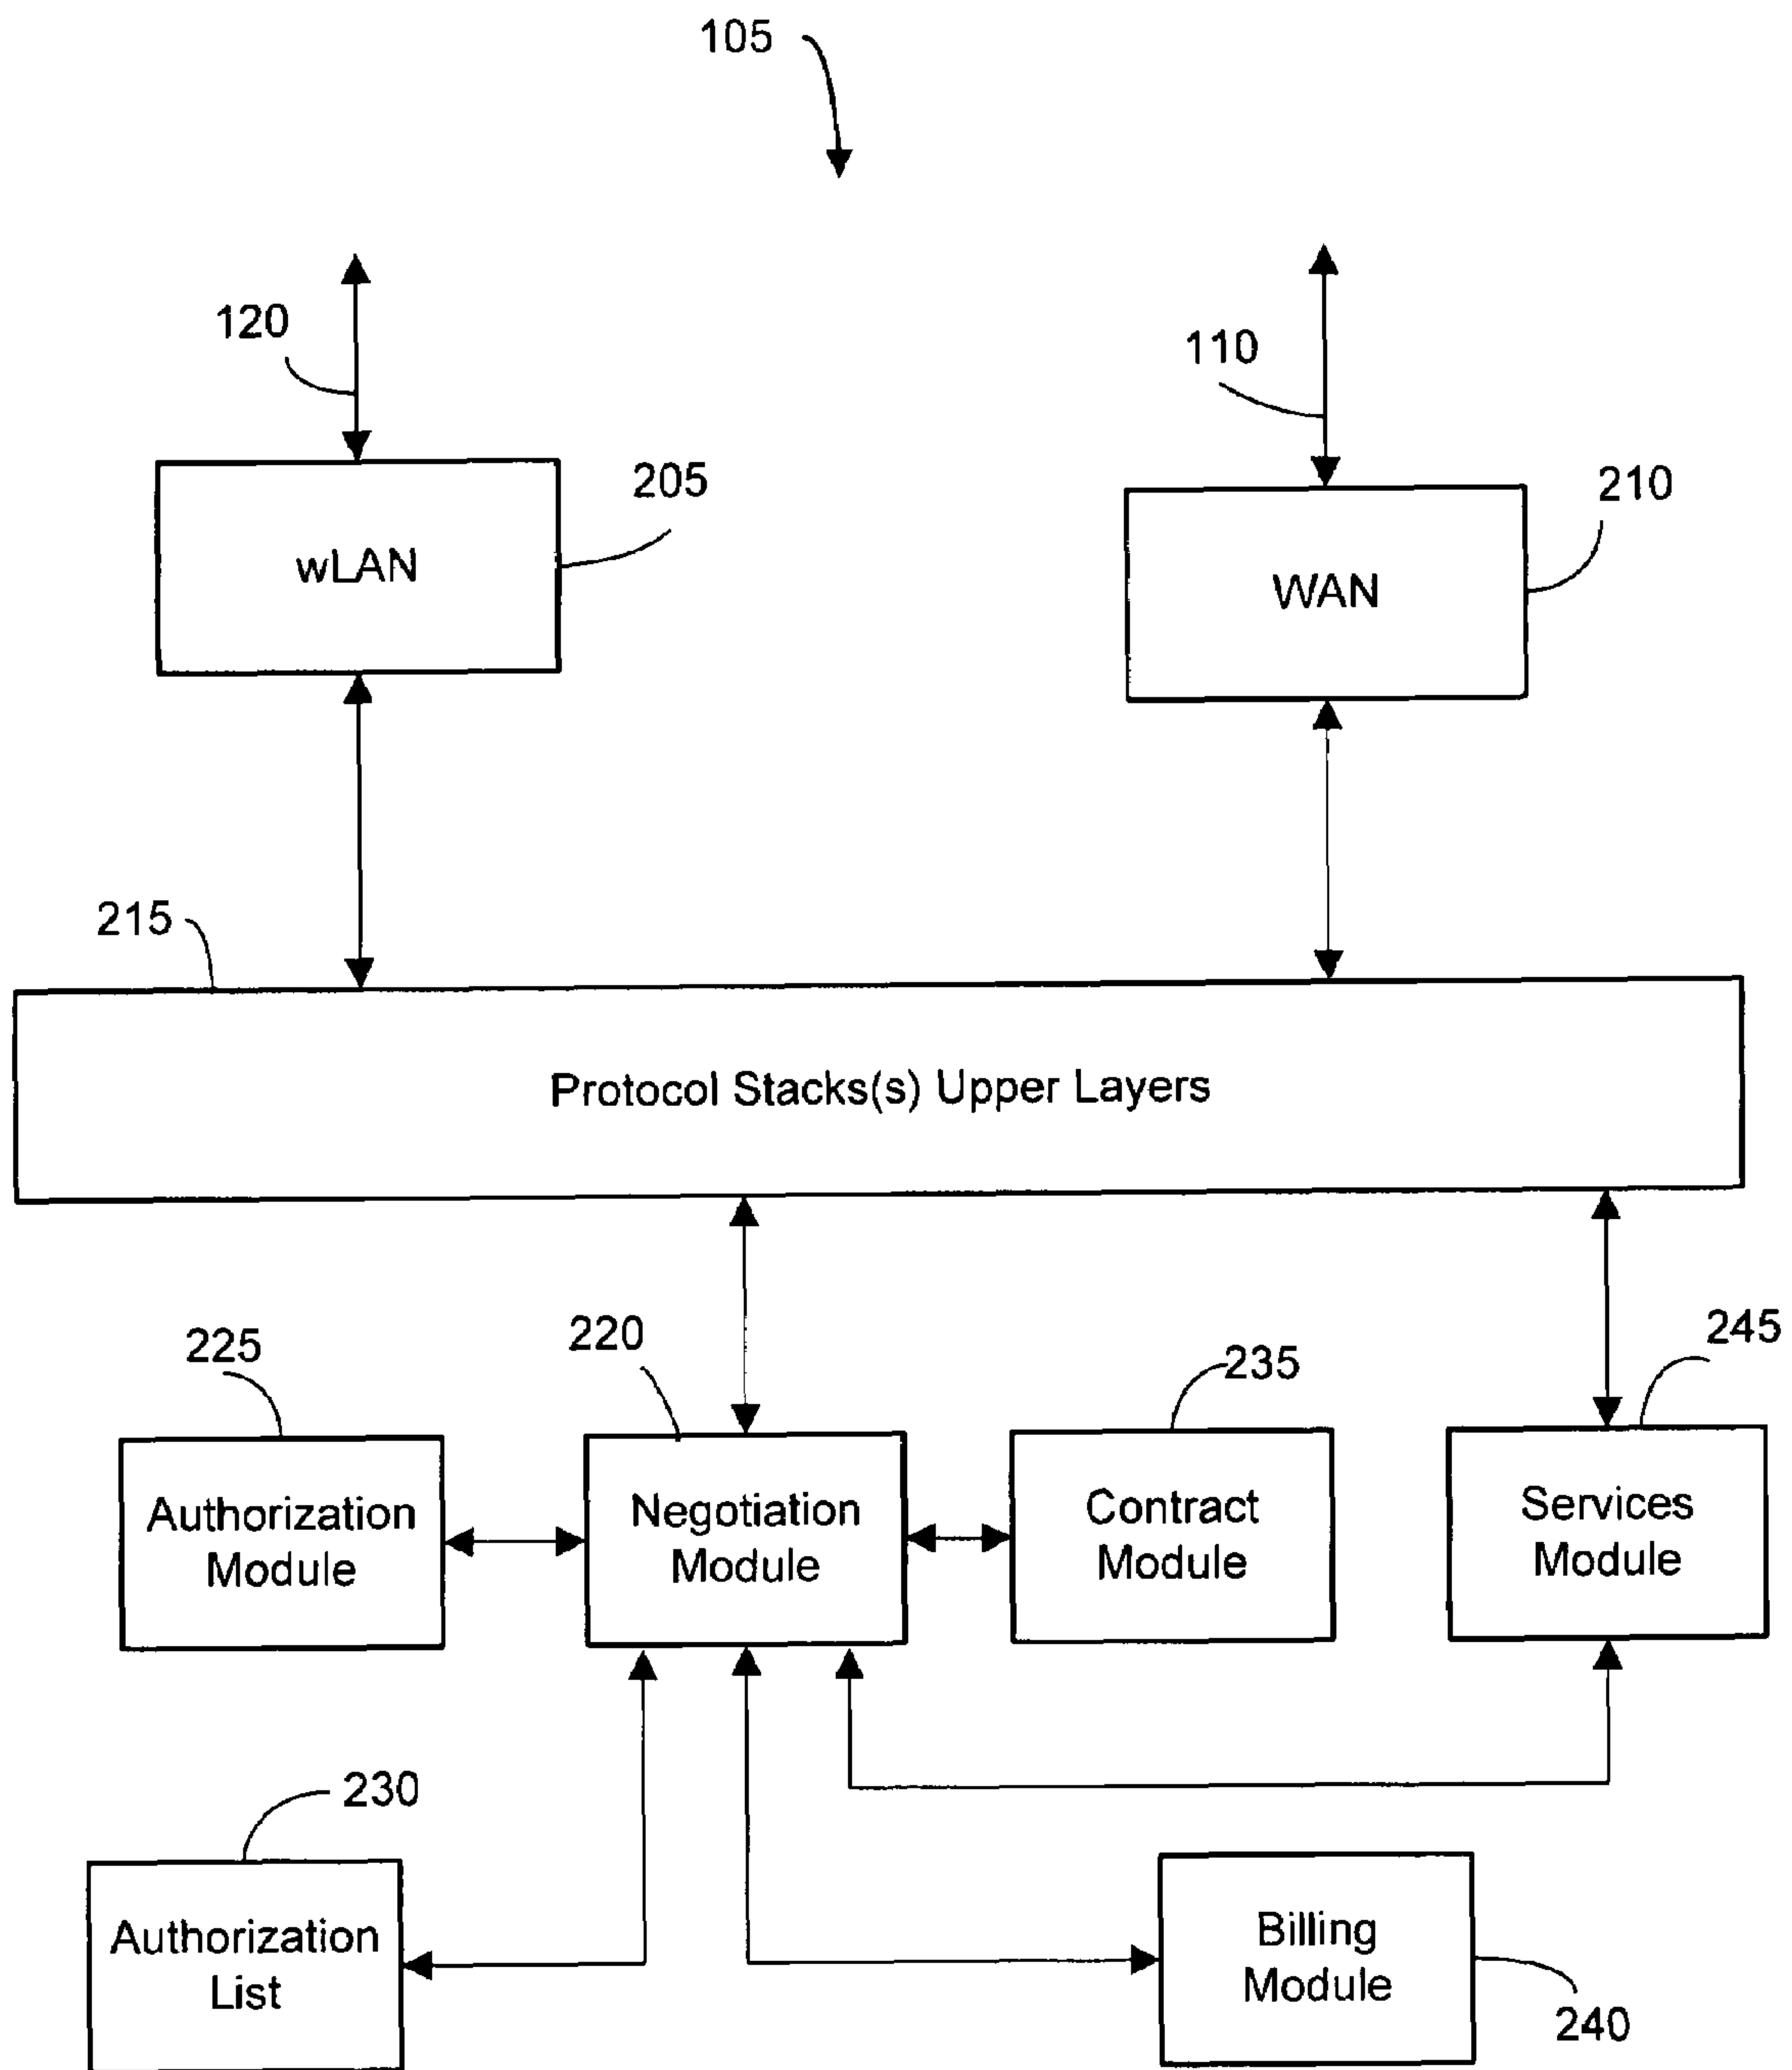 105
120
110
205
210
wLAN
WAN
215
Protocol Stacks(s) Upper Layers
225
220
235
245
Authorization
Module
Negotiation
Module
Contract
Module
Services
Module
230
Authorization
List
Billing
Module
240